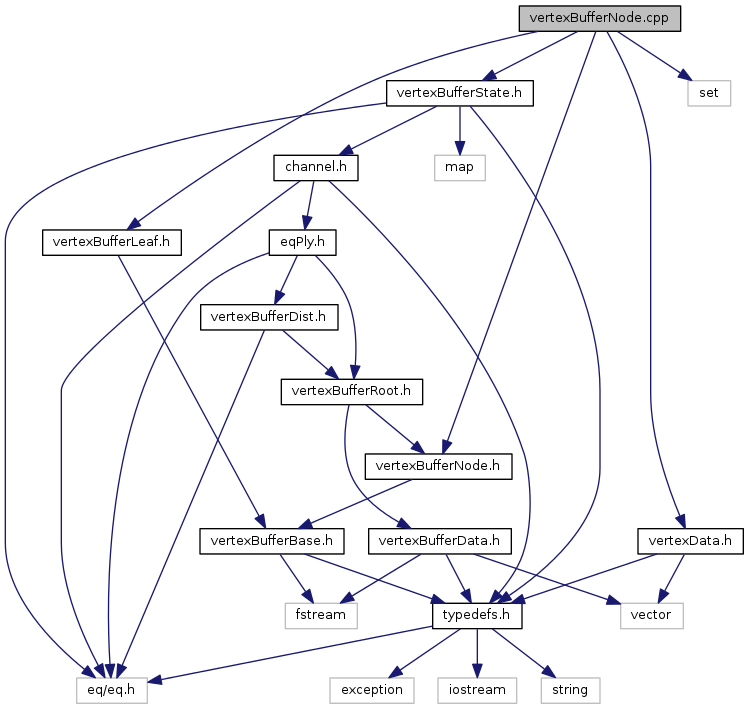 vertexBufferNode.cpp
vertexBufferState.h
set
channel.h
map
vertexBufferLeaf.h
eqPly.h
vertexBufferDist.h
vertexBufferRoot.h
vertexBufferNode.h
vertexBufferBase.h
vertexBufferData.h
vertexData.h
fstream
typedefs.h
vector
eq/eq.h
exception
iostream
string